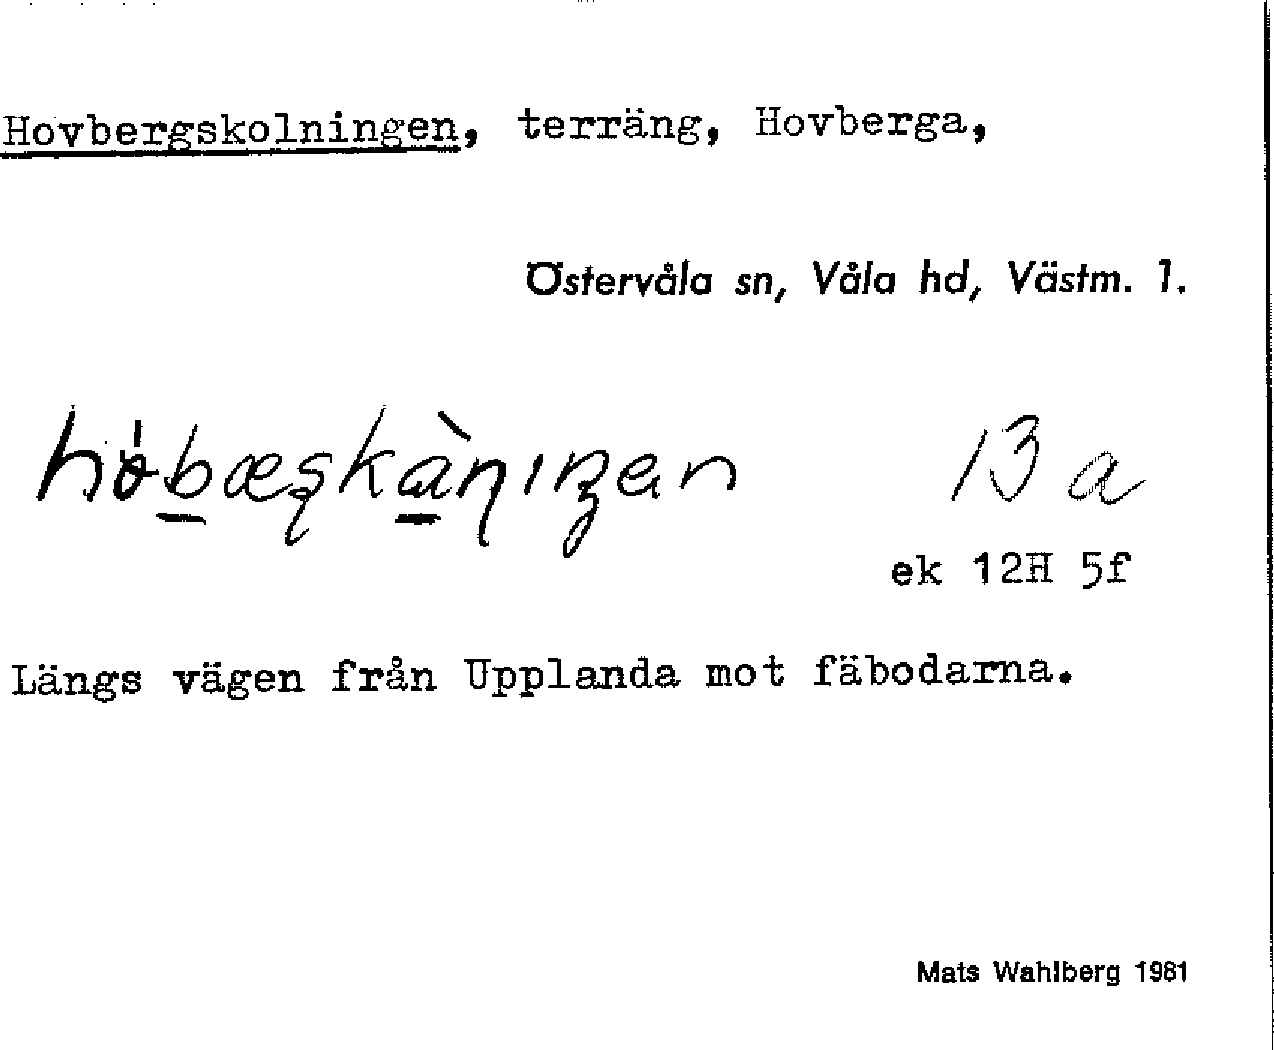 Hovbergskolningen, terräng, Hovberga,
Östervåla sn, Våla hd, Västm. l.
13 a
ek 12H 5f
Längs vägen från Upplanda mot fäbodarna.
Mats Wahlberg 1981